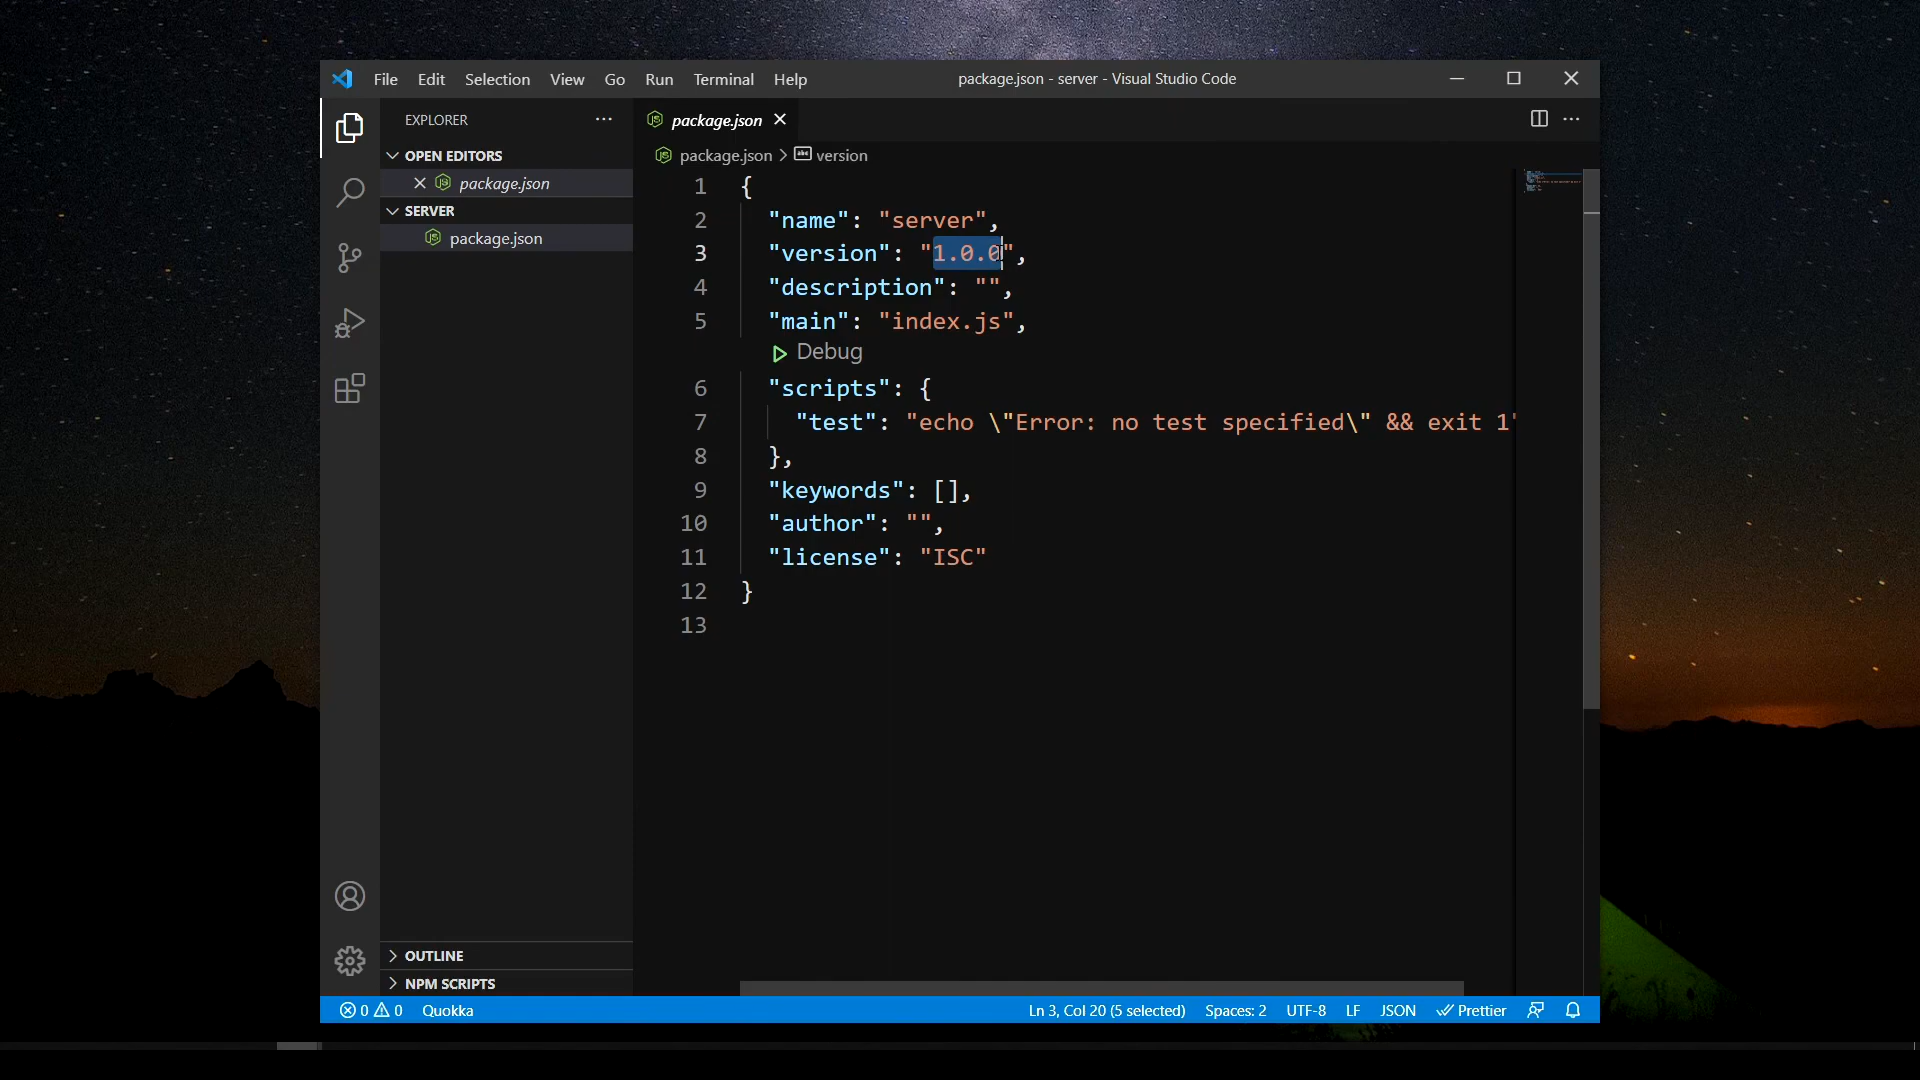 File Edit Selection View Go Run Terminal Help package.json - server - Visual Studio Code
EXPLORER
package.json
OPEN EDITORS
package.json
SERVER
package.json
OUTLINE
NPM SCRIPTS
package.json > version
1 {
2 "name": "server",
3 "version": "1.0.0",
4 "description": "",
5 "main": "index.js",
Debug
6 "scripts": {
7 "test": "echo \"Error: no test specified\" && exit 1"
8 },
9 "keywords": [],
10 "author": "",
11 "license": "ISC"
12 }
13
0 0 Quokka Ln 3, Col 20 (5 selected) Spaces: 2 UTF-8 LF JSON Prettier